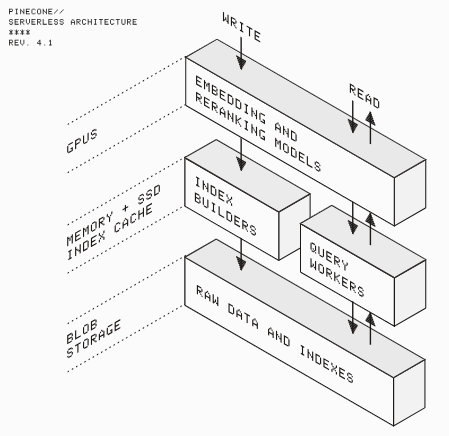 PINECONE//
SERVERLESS ARCHITECTURE
****
REV. 4.1
WRITE
READ
EMBEDDING AND
RERANKING MODELS
GPUS
INDEX
BUILDERS
MEMORY + SSD
INDEX CACHE
QUERY
WORKERS
RAW DATA AND INDEXES
BLOB
STORAGE